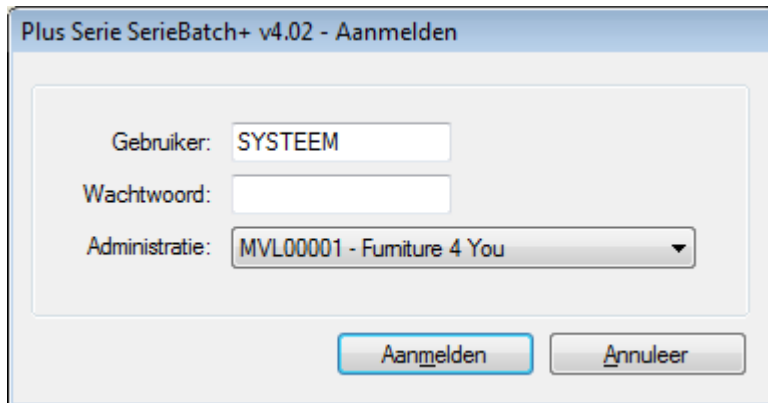 Plus Serie SerieBatch+ v4.02 - Aanmelden
Gebruiker: SYSTEEM
Wachtwoord:
Administratie: MVL00001 - Furniture 4 You
Aanmelden Annuleer